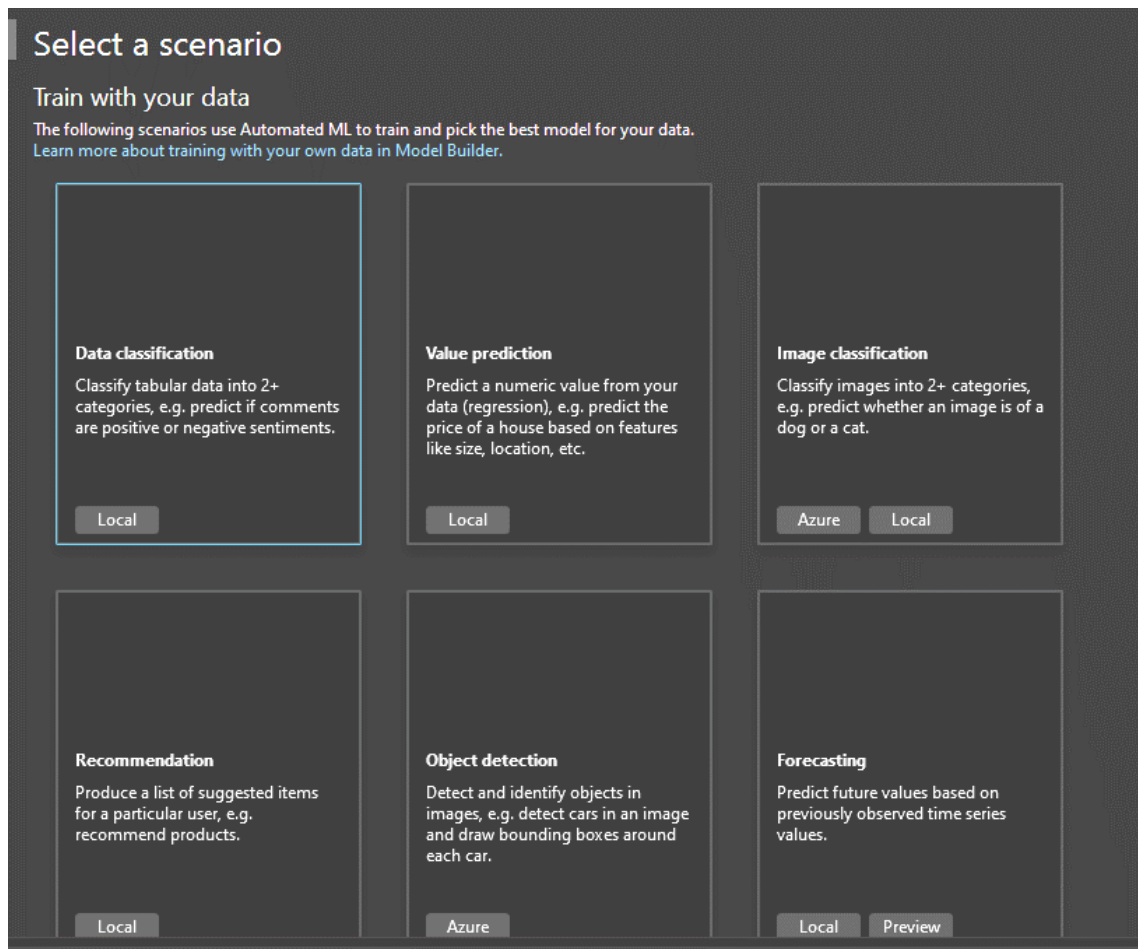 Select a scenario
Train with your data
The following scenarios use Automated ML to train and pick the best model for your data.
Learn more about training with your own data in Model Builder.
Data classification
Classify tabular data into 2+
categories, e.g. predict if comments
are positive or negative sentiments.
Local
Value prediction
Predict a numeric value from your
data (regression), e.g. predict the
price of a house based on features
like size, location, etc.
Local
Image classification
Classify images into 2+ categories,
e.g. predict whether an image is of a
dog or a cat.
Azure Local
Recommendation
Produce a list of suggested items
for a particular user, e.g.
recommend products.
Local
Object detection
Detect and identify objects in
images, e.g. detect cars in an image
and draw bounding boxes around
each car.
Azure
Forecasting
Predict future values based on
previously observed time series
values.
Local Preview